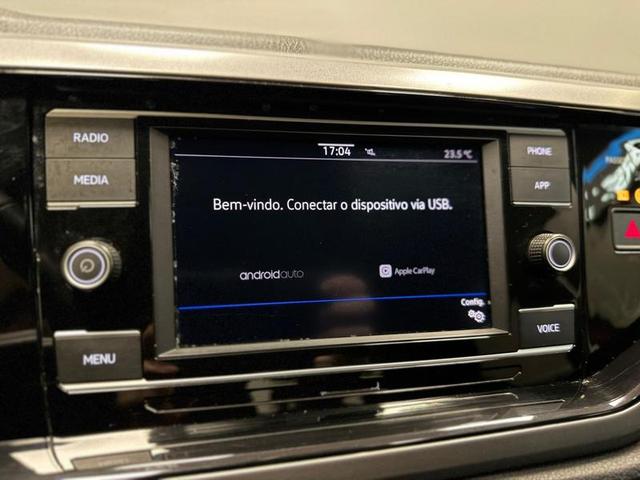 RADIO
MEDIA
MENU
17:04
23.5 °C
Bem-vindo. Conectar o dispositivo via USB.
androidauto
Apple CarPlay
Config.
PHONE
APP
VOICE